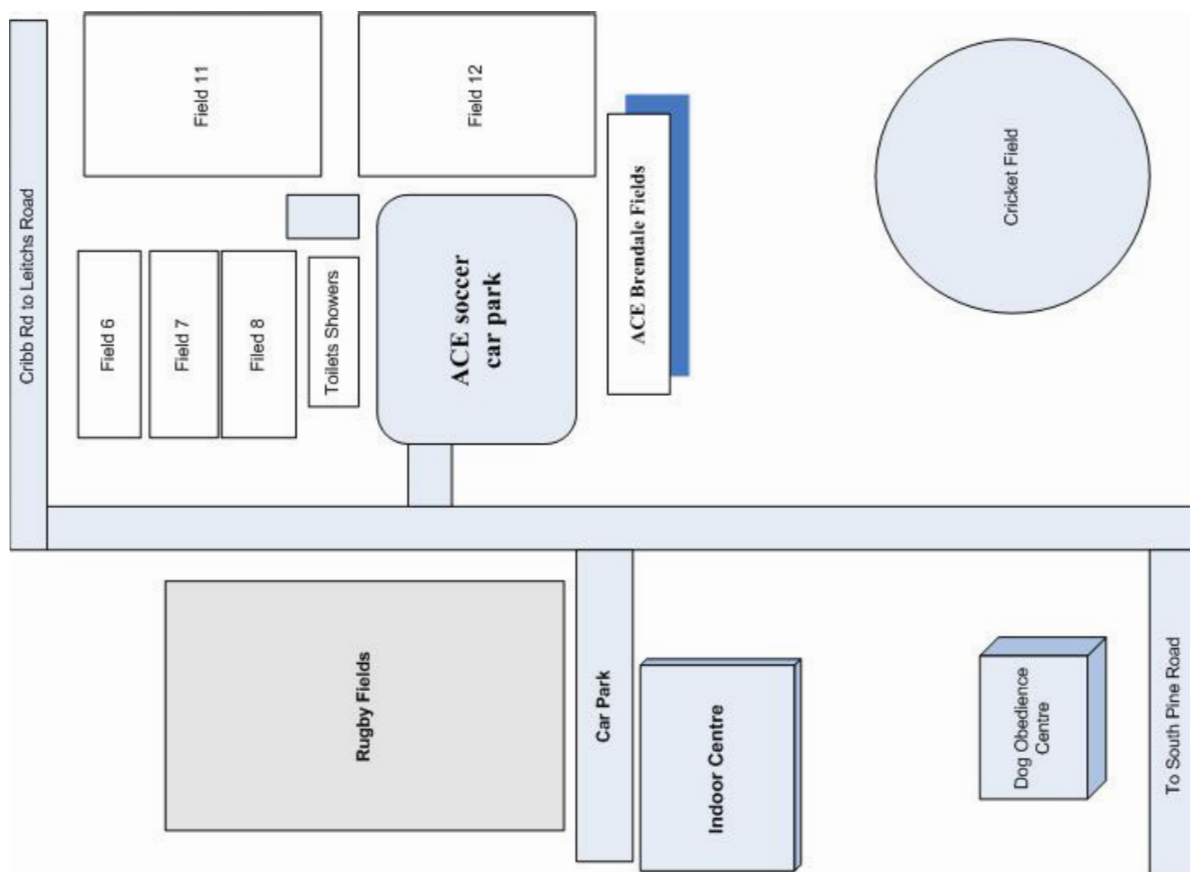 Cribb Rd to Leitchs Road
Field 11
Field 12
Field 6
Field 7
Filed 8
Toilets Showers
ACE soccer
car park
ACE Brendale Fields
Cricket Field
Rugby Fields
Car Park
Indoor Centre
Dog Obedience
Centre
To South Pine Road